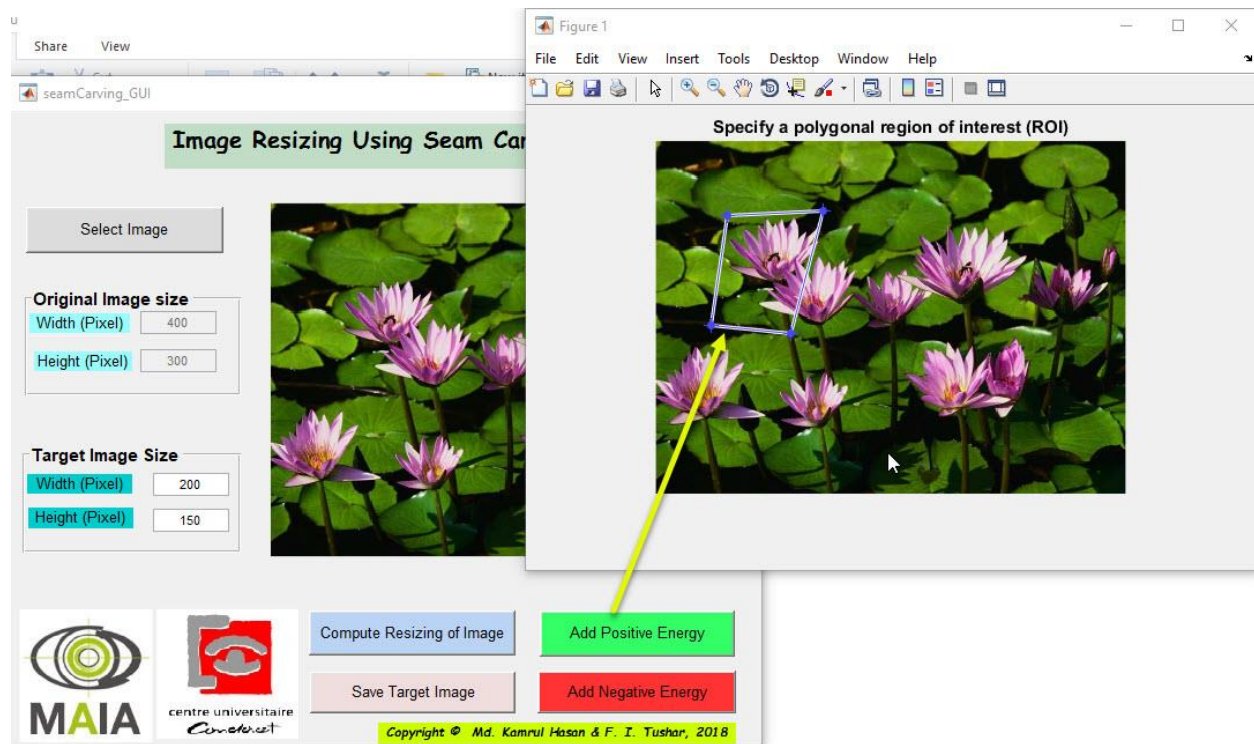 Share View
seamCarving_GUI
Image Resizing Using Seam Car
Select Image
Original Image size
Width (Pixel) 400
Height (Pixel) 300
Target Image Size
Width (Pixel) 200
Height (Pixel) 150
MAIA
centre universitaire
Condorcet
Compute Resizing of Image
Add Positive Energy
Save Target Image
Add Negative Energy
Copyright © Md. Kamrul Hasan & F. I. Tushar, 2018
Figure 1
File Edit View Insert Tools Desktop Window Help
Specify a polygonal region of interest (ROI)